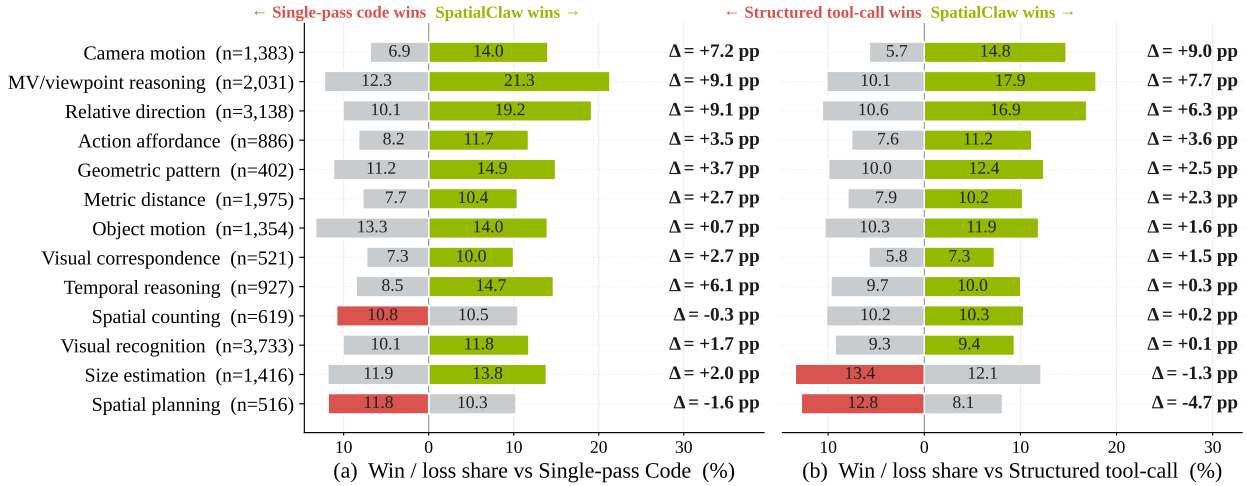 ← Single-pass code wins SpatialClaw wins → ← Structured tool-call wins SpatialClaw wins →
Camera motion (n=1,383) 6.9 14.0 Δ = +7.2 pp 5.7 14.8 Δ = +9.0 pp
MV/viewpoint reasoning (n=2,031) 12.3 21.3 Δ = +9.1 pp 10.1 17.9 Δ = +7.7 pp
Relative direction (n=3,138) 10.1 19.2 Δ = +9.1 pp 10.6 16.9 Δ = +6.3 pp
Action affordance (n=886) 8.2 11.7 Δ = +3.5 pp 7.6 11.2 Δ = +3.6 pp
Geometric pattern (n=402) 11.2 14.9 Δ = +3.7 pp 10.0 12.4 Δ = +2.5 pp
Metric distance (n=1,975) 7.7 10.4 Δ = +2.7 pp 7.9 10.2 Δ = +2.3 pp
Object motion (n=1,354) 13.3 14.0 Δ = +0.7 pp 10.3 11.9 Δ = +1.6 pp
Visual correspondence (n=521) 7.3 10.0 Δ = +2.7 pp 5.8 7.3 Δ = +1.5 pp
Temporal reasoning (n=927) 8.5 14.7 Δ = +6.1 pp 9.7 10.0 Δ = +0.3 pp
Spatial counting (n=619) 10.8 10.5 Δ = -0.3 pp 10.2 10.3 Δ = +0.2 pp
Visual recognition (n=3,733) 10.1 11.8 Δ = +1.7 pp 9.3 9.4 Δ = +0.1 pp
Size estimation (n=1,416) 11.9 13.8 Δ = +2.0 pp 13.4 12.1 Δ = -1.3 pp
Spatial planning (n=516) 11.8 10.3 Δ = -1.6 pp 12.8 8.1 Δ = -4.7 pp
10 0 10 20 30 10 0 10 20 30
(a) Win / loss share vs Single-pass Code (%) (b) Win / loss share vs Structured tool-call (%)